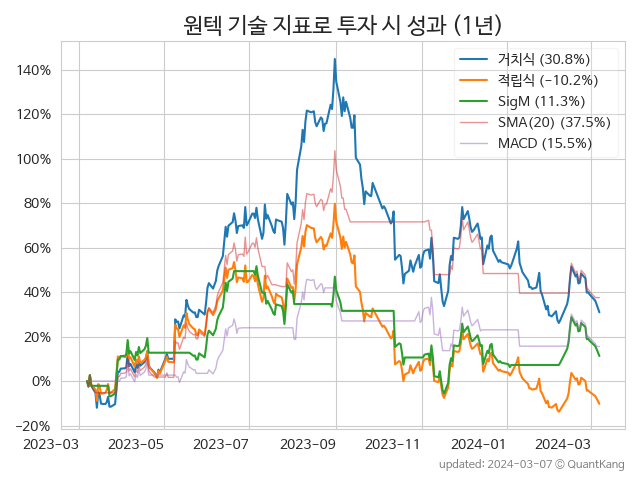 원텍 기술 지표로 투자 시 성과 (1년)
거치식 (30.8%)
적립식 (−10.2%)
SigM (11.3%)
SMA(20) (37.5%)
MACD (15.5%)
140%
120%
100%
80%
60%
40%
20%
0%
−20%
2023−03
2023−05
2023−07
2023−09
2023−11
2024−01
2024−03
updated: 2024-03-07 © QuantKang